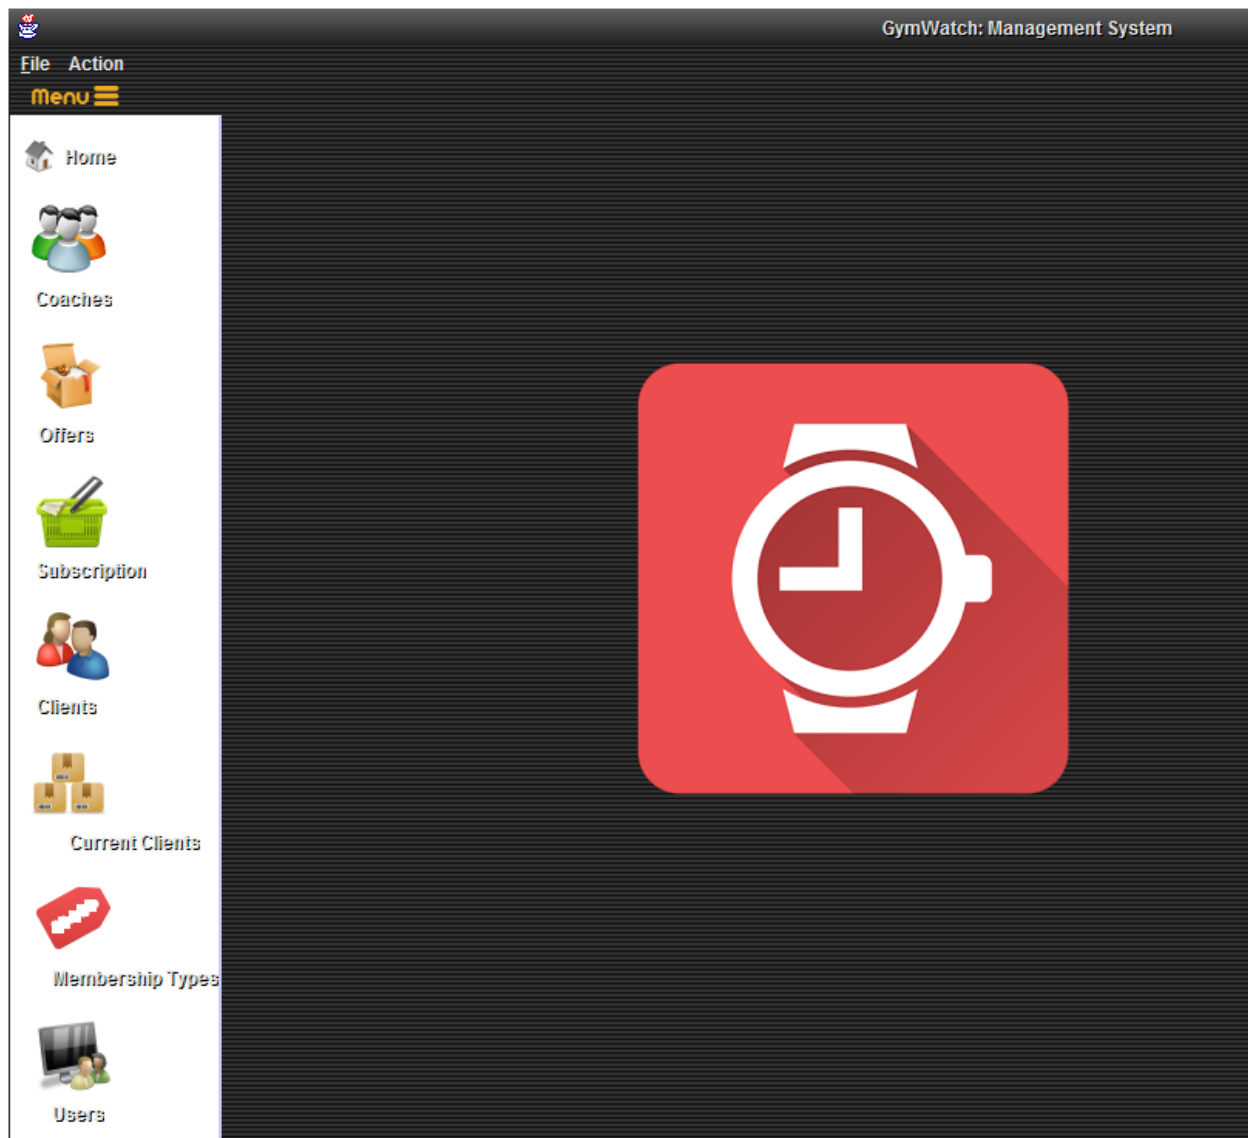 GymWatch: Management System
File Action
Menu
Home
Coaches
Offers
Subscription
Clients
Current Clients
Membership Types
Users